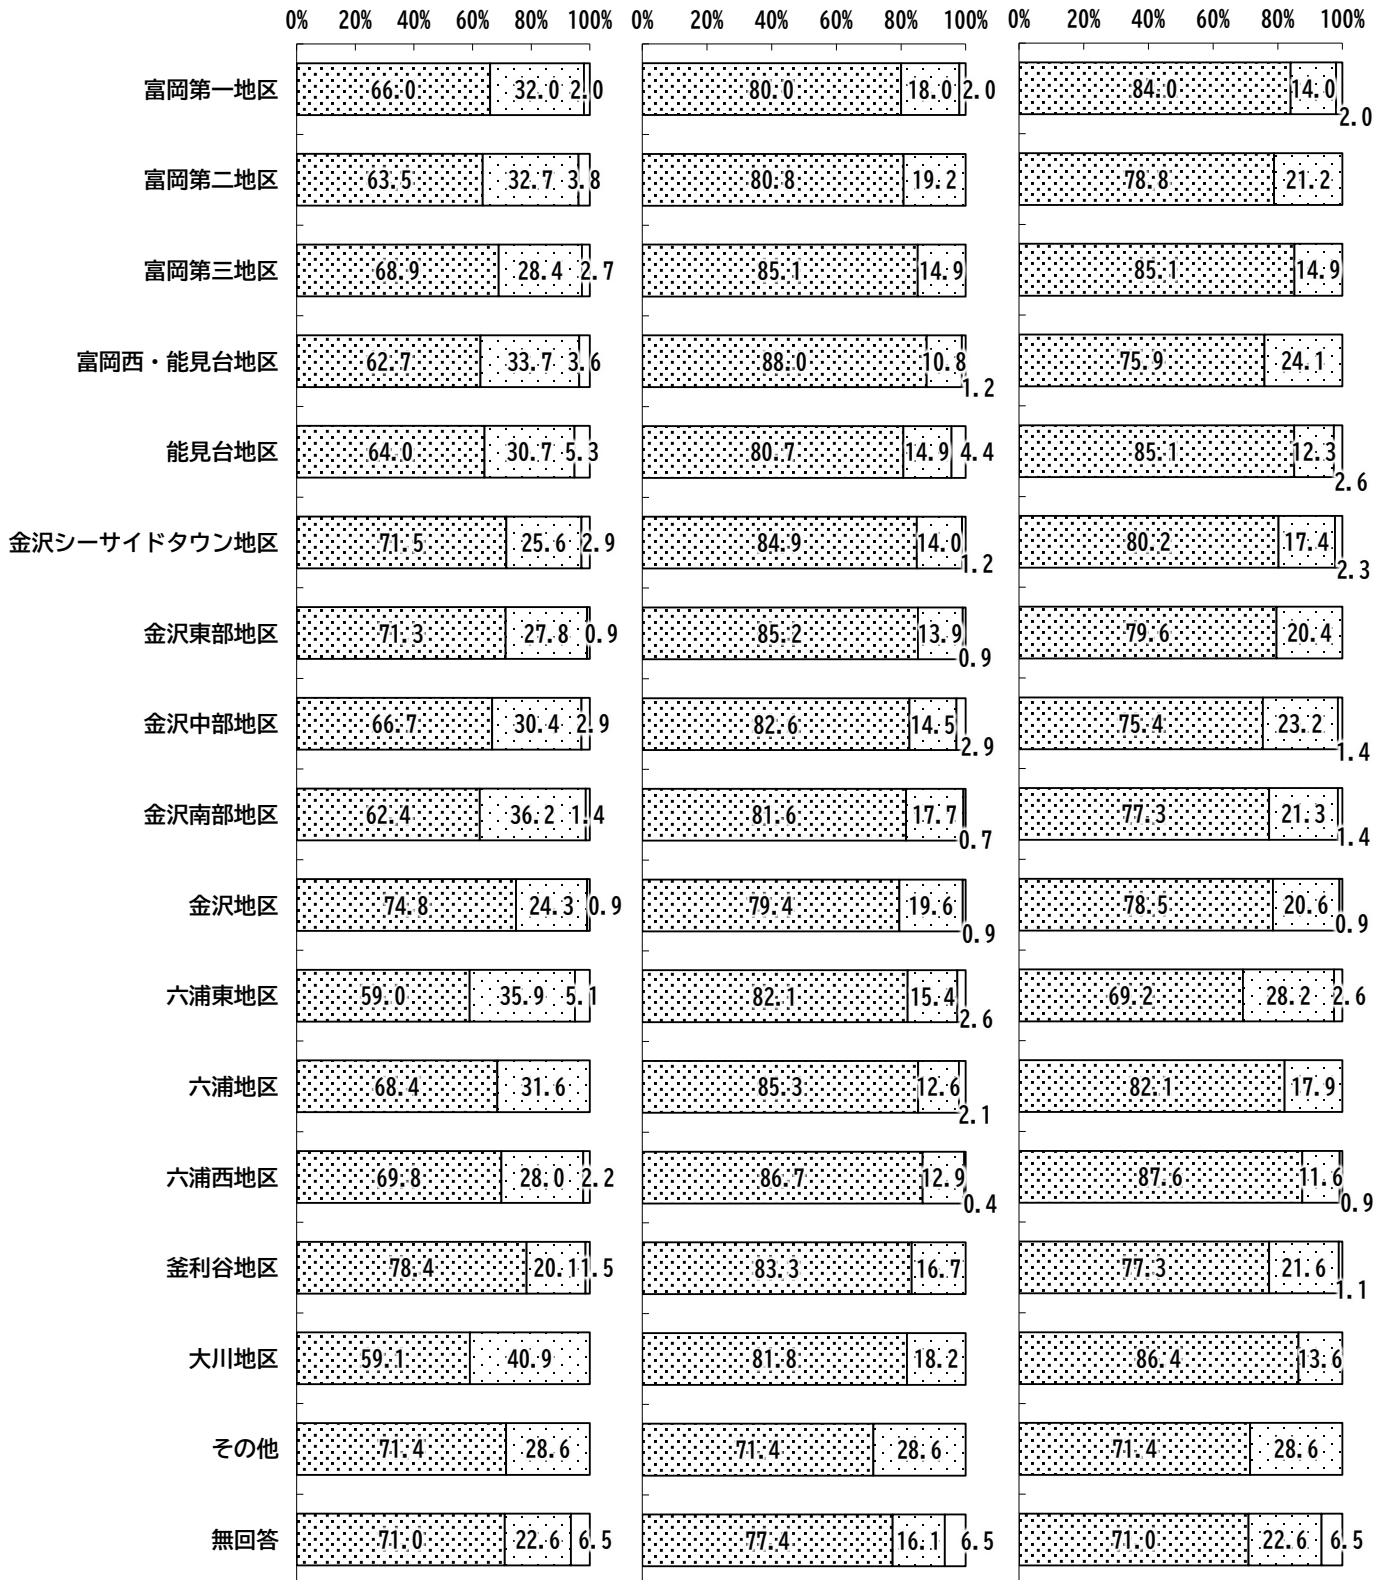 0% 20% 40% 60% 80% 100% 0% 20% 40% 60% 80% 100% 0% 20% 40% 60% 80% 100%
富岡第一地区 66.0 32.0 2.0 80.0 18.0 2.0 84.0 14.0 2.0
富岡第二地区 63.5 32.7 3.8 80.8 19.2 78.8 21.2
富岡第三地区 68.9 28.4 2.7 85.1 14.9 85.1 14.9
富岡西・能見台地区 62.7 33.7 3.6 88.0 10.8 1.2 75.9 24.1
能見台地区 64.0 30.7 5.3 80.7 14.9 4.4 85.1 12.3 2.6
金沢シーサイドタウン地区 71.5 25.6 2.9 84.9 14.0 1.2 80.2 17.4 2.3
金沢東部地区 71.3 27.8 0.9 85.2 13.9 0.9 79.6 20.4
金沢中部地区 66.7 30.4 2.9 82.6 14.5 2.9 75.4 23.2 1.4
金沢南部地区 62.4 36.2 1.4 81.6 17.7 0.7 77.3 21.3 1.4
金沢地区 74.8 24.3 0.9 79.4 19.6 0.9 78.5 20.6 0.9
六浦東地区 59.0 35.9 5.1 82.1 15.4 2.6 69.2 28.2 2.6
六浦地区 68.4 31.6 85.3 12.6 2.1 82.1 17.9
六浦西地区 69.8 28.0 2.2 86.7 12.9 0.4 87.6 11.6 0.9
釜利谷地区 78.4 20.1 1.5 83.3 16.7 77.3 21.6 1.1
大川地区 59.1 40.9 81.8 18.2 86.4 13.6
その他 71.4 28.6 71.4 28.6 71.4 28.6
無回答 71.0 22.6 6.5 77.4 16.1 6.5 71.0 22.6 6.5